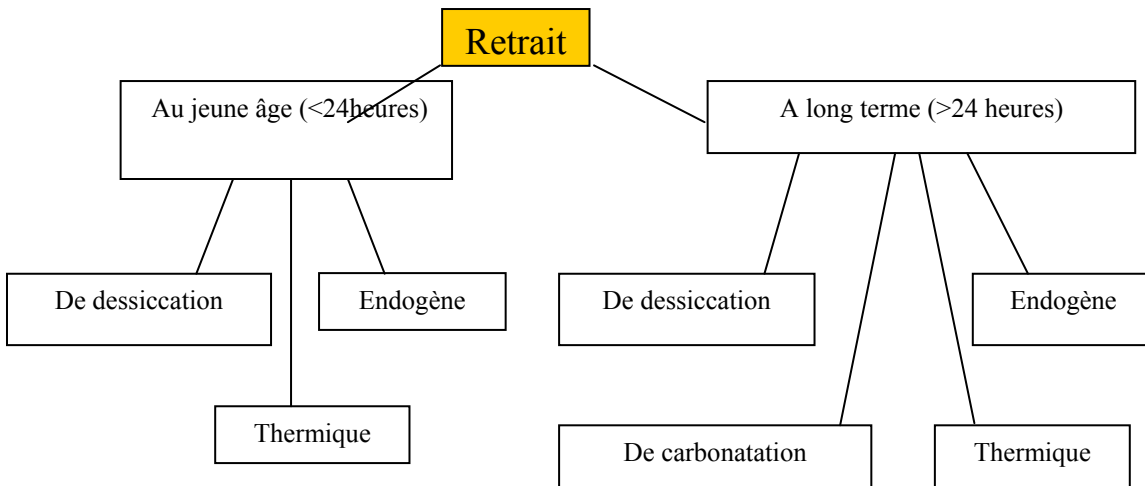 Retrait
Au jeune âge (<24heures)
A long terme (>24 heures)
De dessiccation
Endogène
De dessiccation
Endogène
Thermique
De carbonatation
Thermique